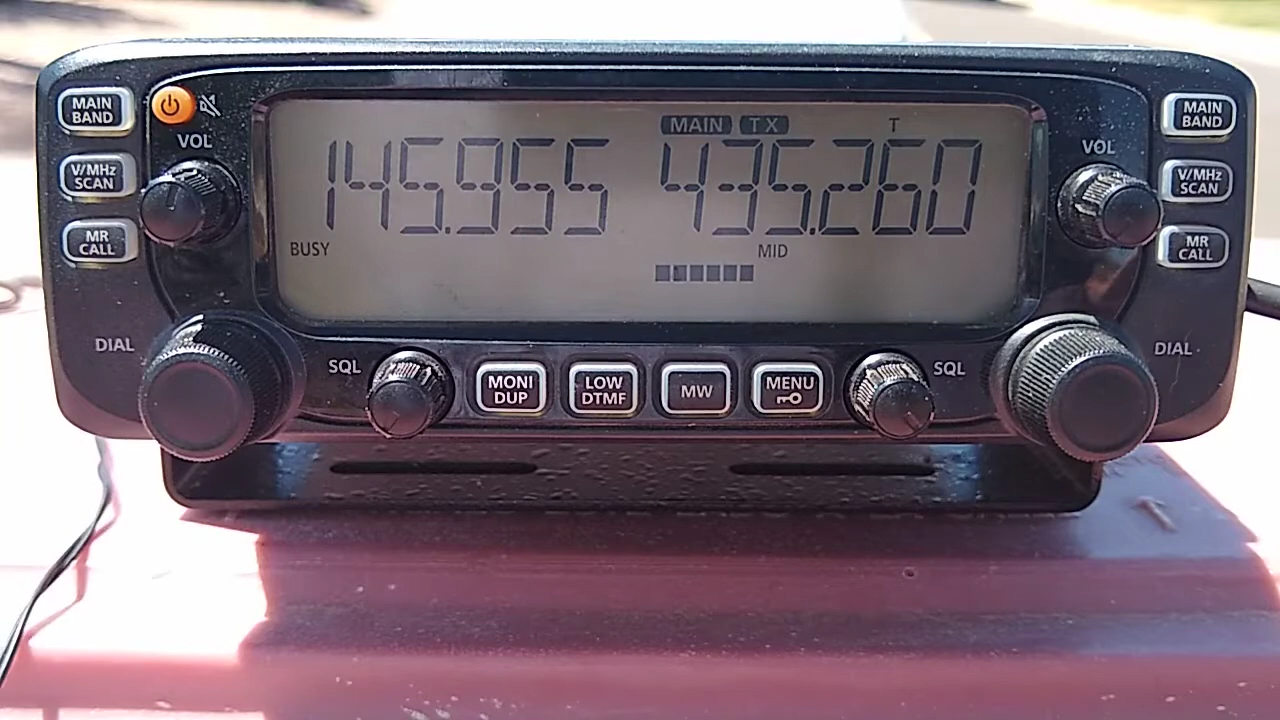 MAIN BAND
V/MHz SCAN
MR CALL
VOL
DIAL
SQL
145.955
BUSY
MAIN TX T
435.260
MID
MONI DUP
LOW DTMF
MW
MENU
SQL
VOL
DIAL
MAIN BAND
V/MHz SCAN
MR CALL